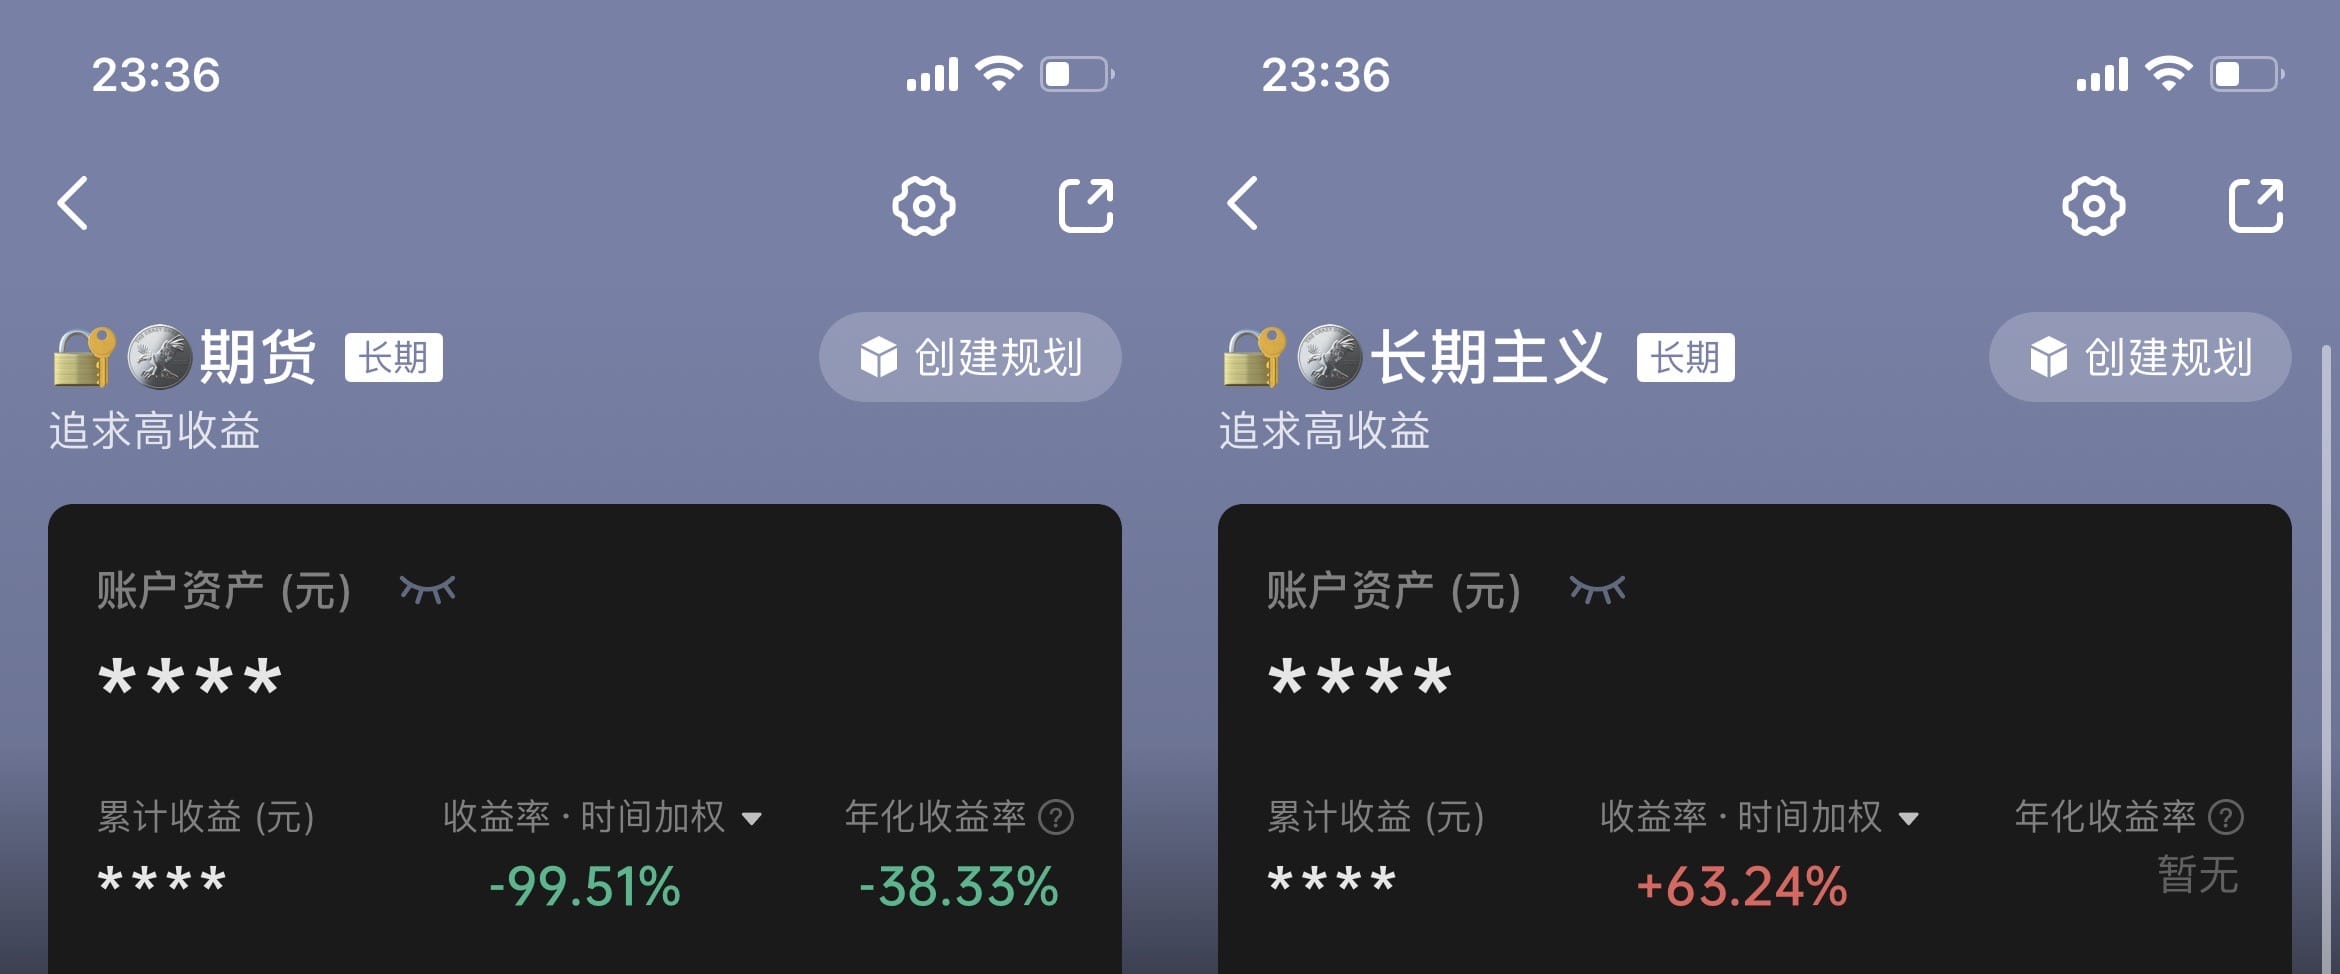 23:36
期货 长期
创建规划
追求高收益
账户资产 (元)
****
累计收益 (元)
****
收益率·时间加权
-99.51%
年化收益率 ?
-38.33%
23:36
长期主义 长期
创建规划
追求高收益
账户资产 (元)
****
累计收益 (元)
****
收益率·时间加权
+63.24%
年化收益率 ?
暂无